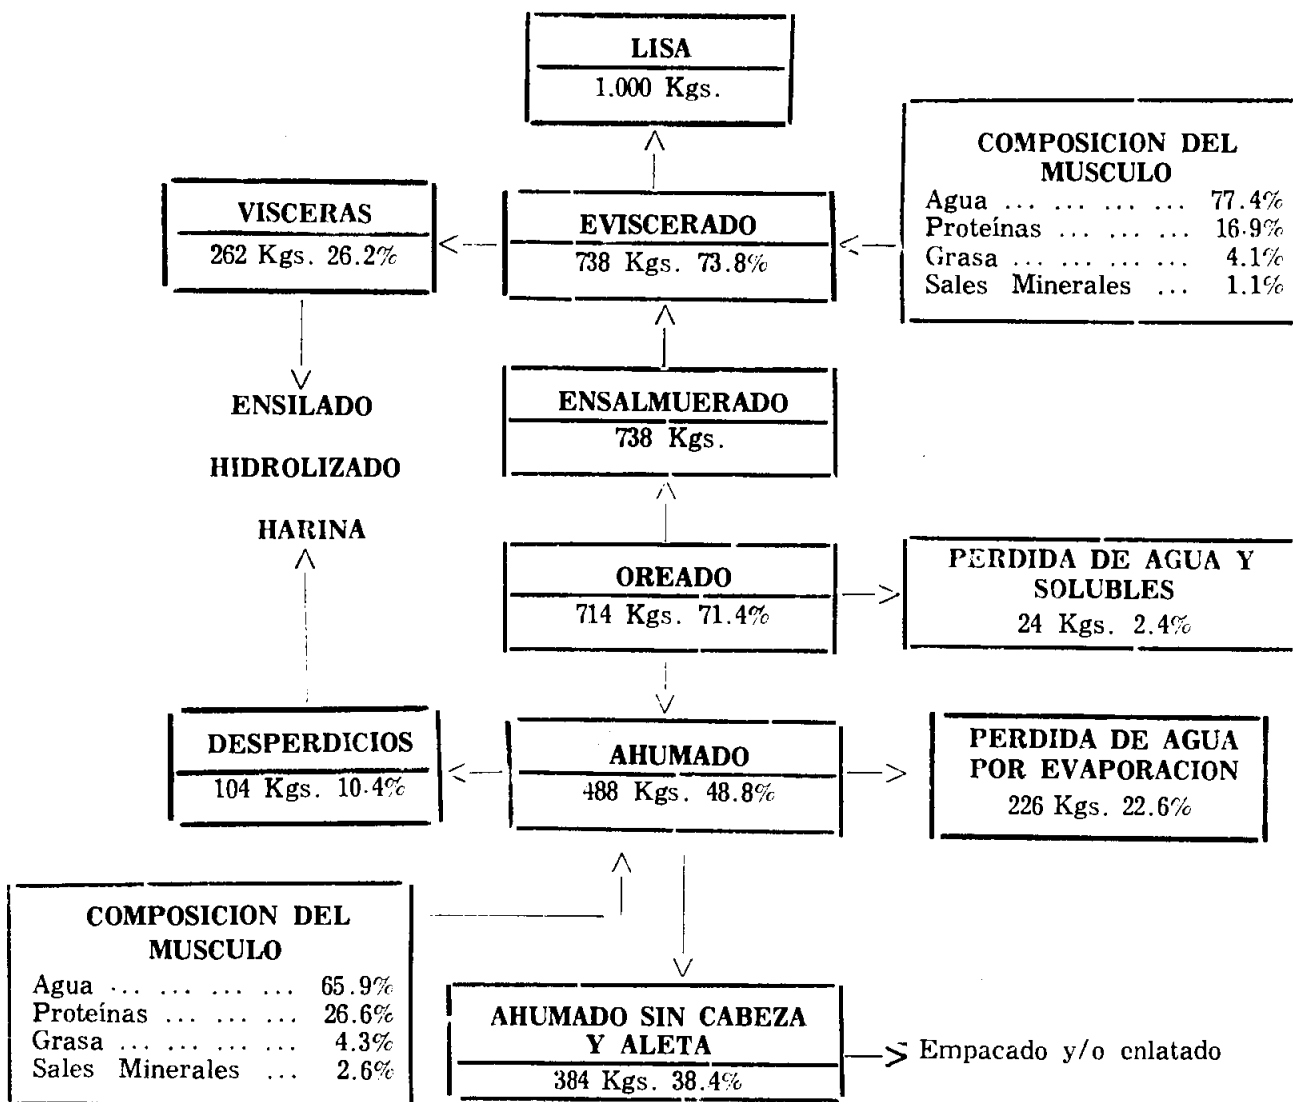 LISA
1.000 Kgs.
COMPOSICION DEL
MUSCULO
Agua ... ... ... ... 77.4%
Proteínas ... ... ... 16.9%
Grasa ... ... ... ... 4.1%
Sales Minerales ... 1.1%
VISCERAS
262 Kgs. 26.2%
EVISCERADO
738 Kgs. 73.8%
ENSILADO
HIDROLIZADO
HARINA
ENSALMUERADO
738 Kgs.
OREADO
714 Kgs. 71.4%
PERDIDA DE AGUA Y
SOLUBLES
24 Kgs. 2.4%
DESPERDICIOS
104 Kgs. 10.4%
AHUMADO
488 Kgs. 48.8%
PERDIDA DE AGUA
POR EVAPORACION
226 Kgs. 22.6%
COMPOSICION DEL
MUSCULO
Agua ... ... ... ... 65.9%
Proteínas ... ... ... 26.6%
Grasa ... ... ... ... 4.3%
Sales Minerales ... 2.6%
AHUMADO SIN CABEZA
Y ALETA
384 Kgs. 38.4%
Empacado y/o enlatado